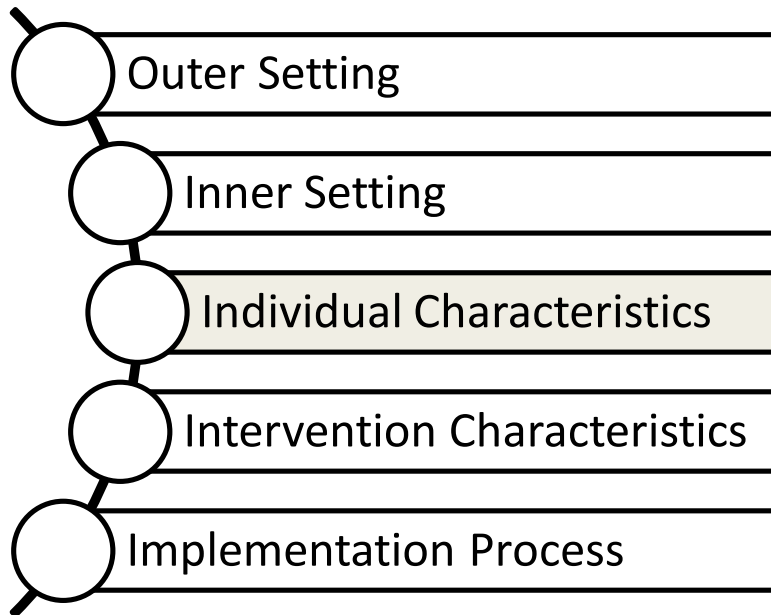 Outer Setting
Inner Setting
Individual Characteristics
Intervention Characteristics
Implementation Process